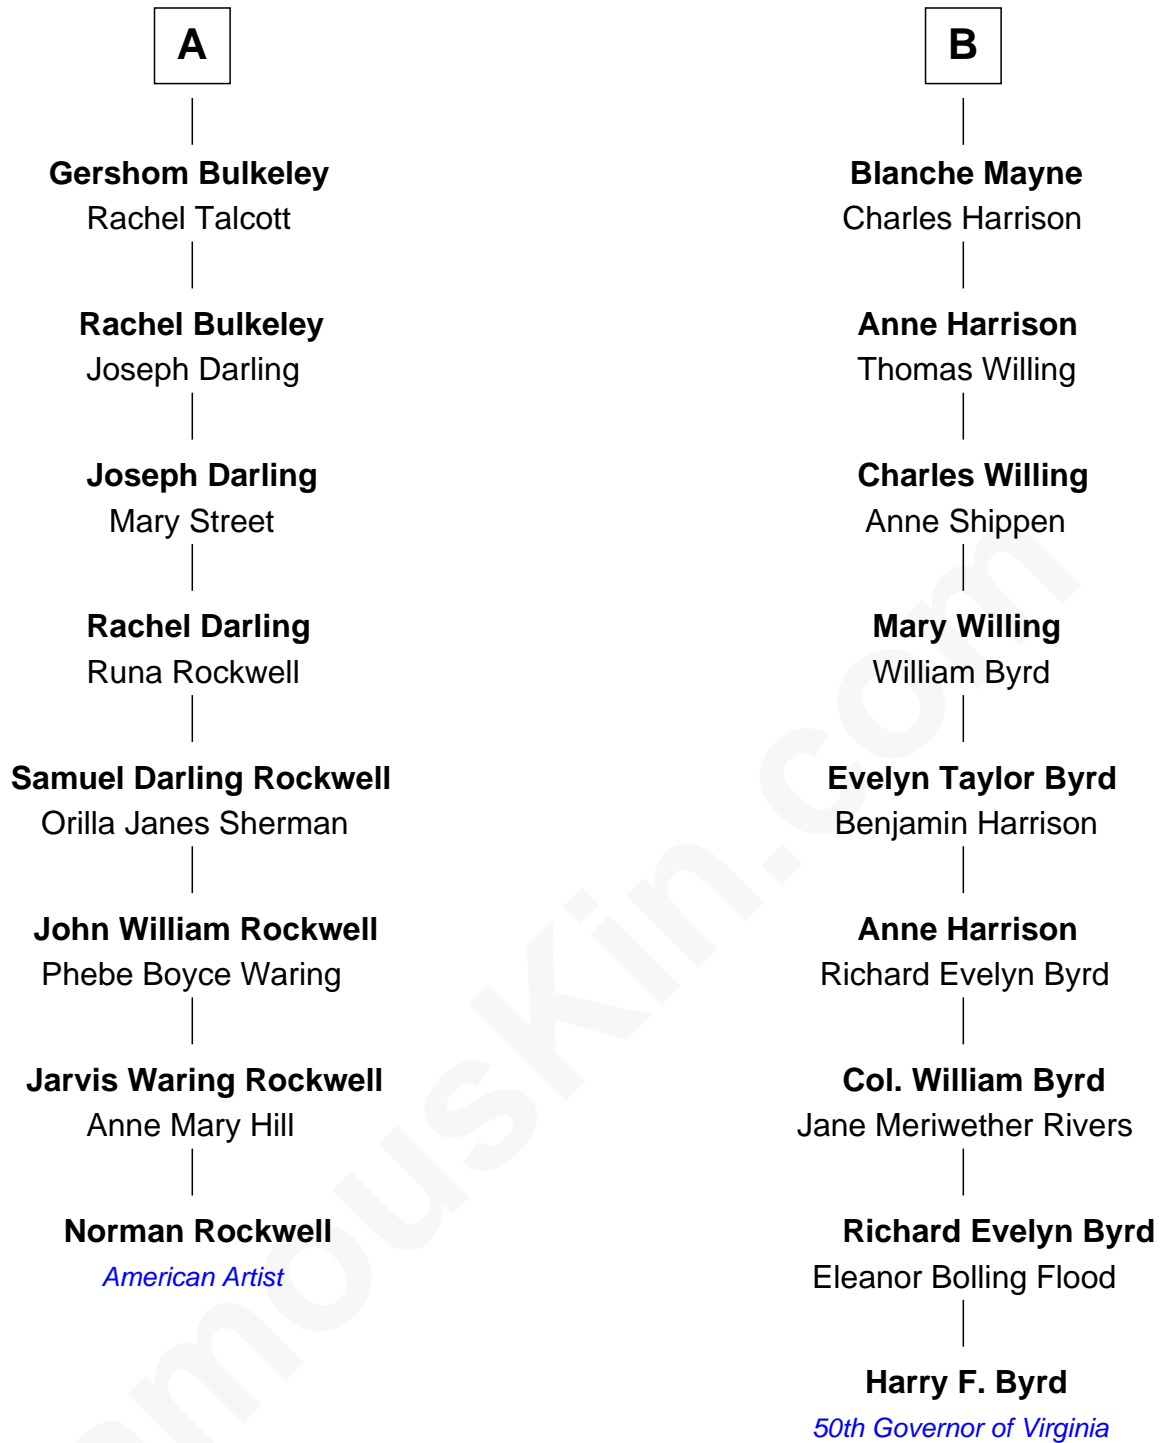 A
Gershom Bulkeley
Rachel Talcott
Rachel Bulkeley
Joseph Darling
Joseph Darling
Mary Street
Rachel Darling
Runa Rockwell
Samuel Darling Rockwell
Orilla Janes Sherman
John William Rockwell
Phebe Boyce Waring
Jarvis Waring Rockwell
Anne Mary Hill
Norman Rockwell
American Artist
B
Blanche Mayne
Charles Harrison
Anne Harrison
Thomas Willing
Charles Willing
Anne Shippen
Mary Willing
William Byrd
Evelyn Taylor Byrd
Benjamin Harrison
Anne Harrison
Richard Evelyn Byrd
Col. William Byrd
Jane Meriwether Rivers
Richard Evelyn Byrd
Eleanor Bolling Flood
Harry F. Byrd
50th Governor of Virginia
amouskin.com